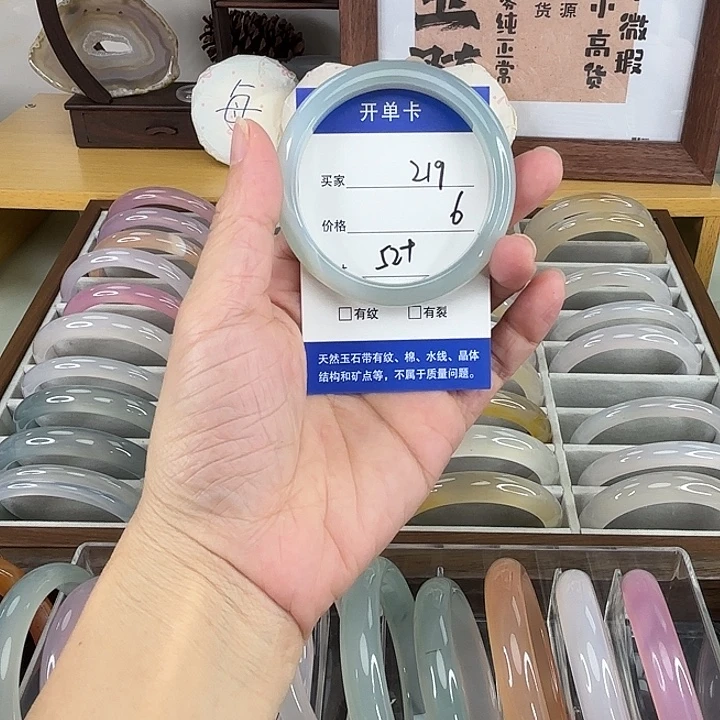 货
源
纯正常
小高货
微瑕
每
开单卡
买家 219
价格 6
52+
□有纹 □有裂
天然玉石带有纹、棉、水线、晶体
结构和矿点等，不属于质量问题。